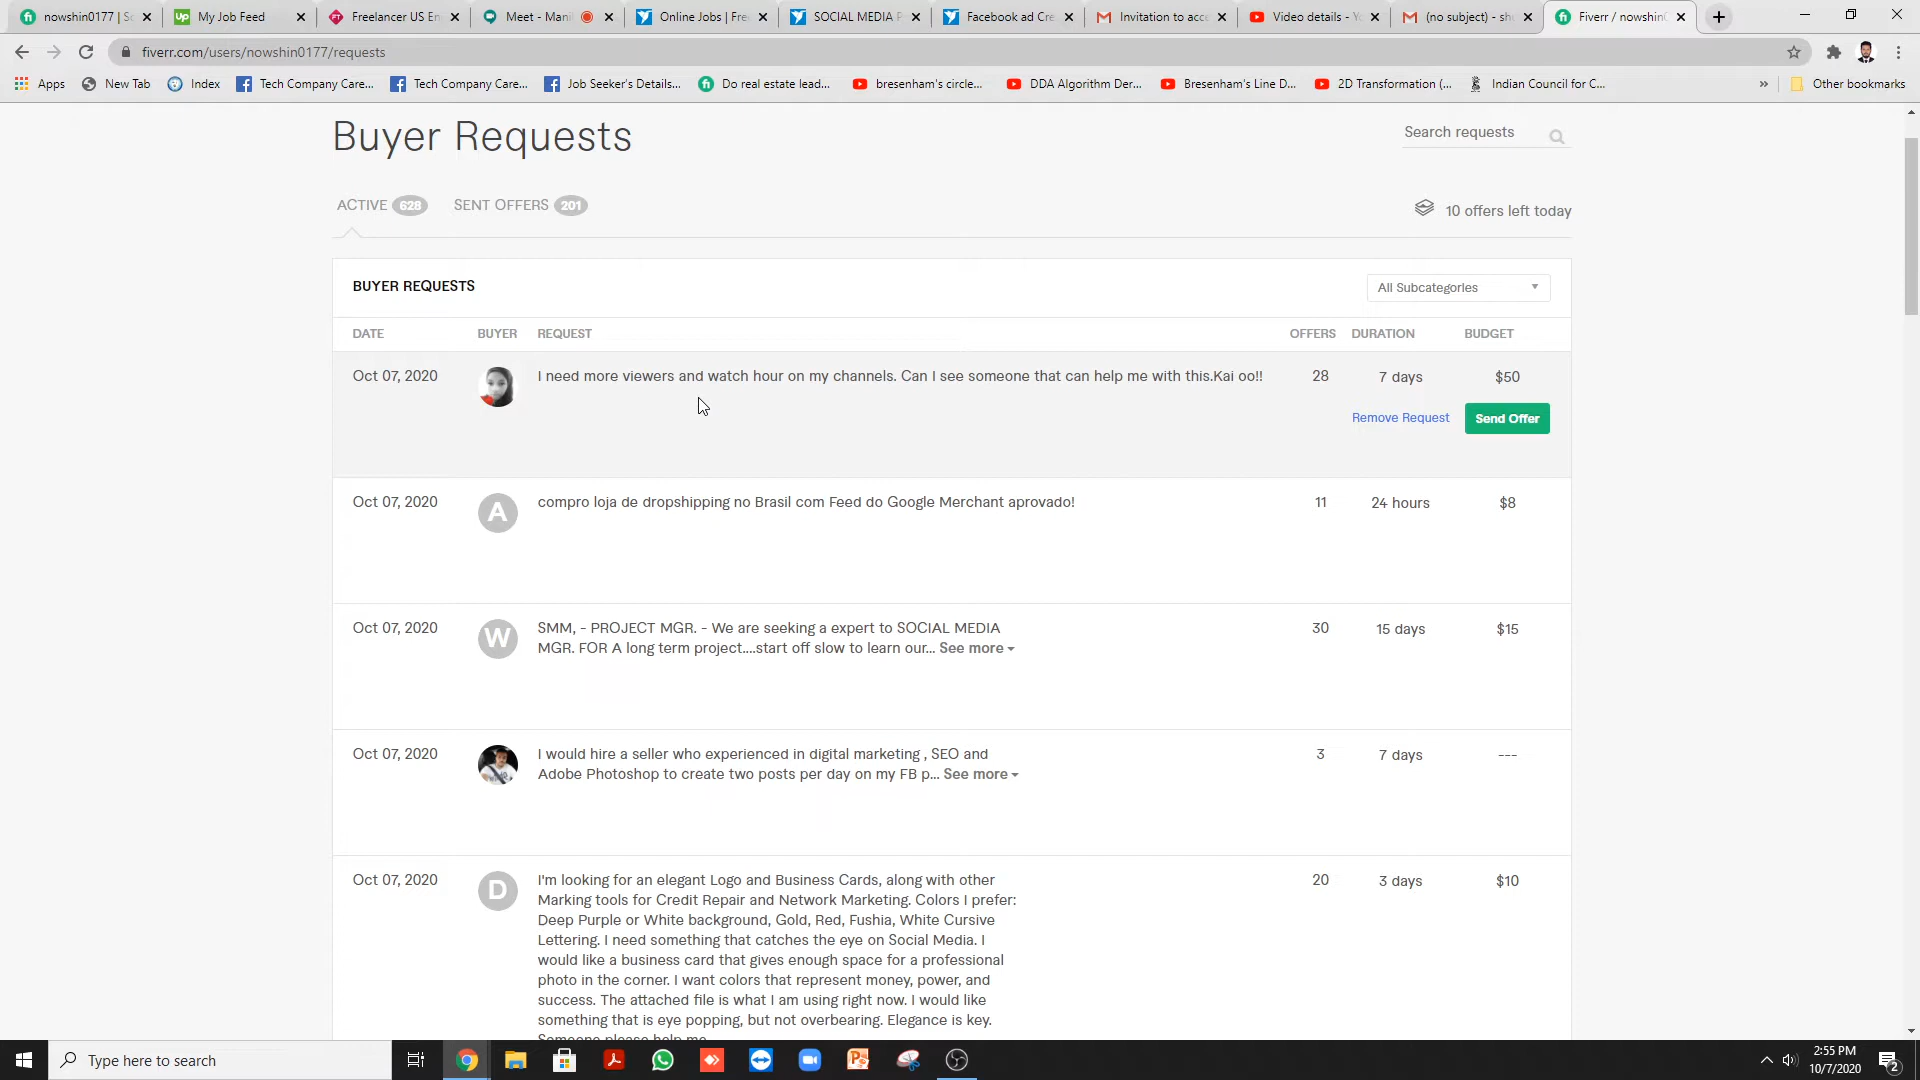 nowshin0177 | Sc
My Job Feed
Freelancer US En
Meet - Mani
Online Jobs | Fre
SOCIAL MEDIA P
Facebook ad Cre
Invitation to acce
Video details - Yo
(no subject) - sh
Fiverr / nowshin0
fiverr.com/users/nowshin0177/requests
Apps
New Tab
Index
Tech Company Care...
Tech Company Care...
Job Seeker's Details...
Do real estate lead...
bresenham's circle...
DDA Algorithm Der...
Bresenham's Line D...
2D Transformation (...
Indian Council for C...
»
Other bookmarks
Buyer Requests
Search requests
ACTIVE 628
SENT OFFERS 201
10 offers left today
BUYER REQUESTS
All Subcategories
DATE BUYER REQUEST OFFERS DURATION BUDGET
Oct 07, 2020 I need more viewers and watch hour on my channels. Can I see someone that can help me with this.Kai oo!! 28 7 days $50
Remove Request Send Offer
Oct 07, 2020 A compro loja de dropshipping no Brasil com Feed do Google Merchant aprovado! 11 24 hours $8
Oct 07, 2020 W SMM, - PROJECT MGR. - We are seeking a expert to SOCIAL MEDIA 30 15 days $15
MGR. FOR A long term project....start off slow to learn our... See more
Oct 07, 2020 I would hire a seller who experienced in digital marketing , SEO and 3 7 days ---
Adobe Photoshop to create two posts per day on my FB p... See more
Oct 07, 2020 D I'm looking for an elegant Logo and Business Cards, along with other 20 3 days $10
Marking tools for Credit Repair and Network Marketing. Colors I prefer:
Deep Purple or White background, Gold, Red, Fushia, White Cursive
Lettering. I need something that catches the eye on Social Media. I
would like a business card that gives enough space for a professional
photo in the corner. I want colors that represent money, power, and
success. The attached file is what I am using right now. I would like
something that is eye popping, but not overbearing. Elegance is key.
Someone please help me
Type here to search
2:55 PM
10/7/2020
2